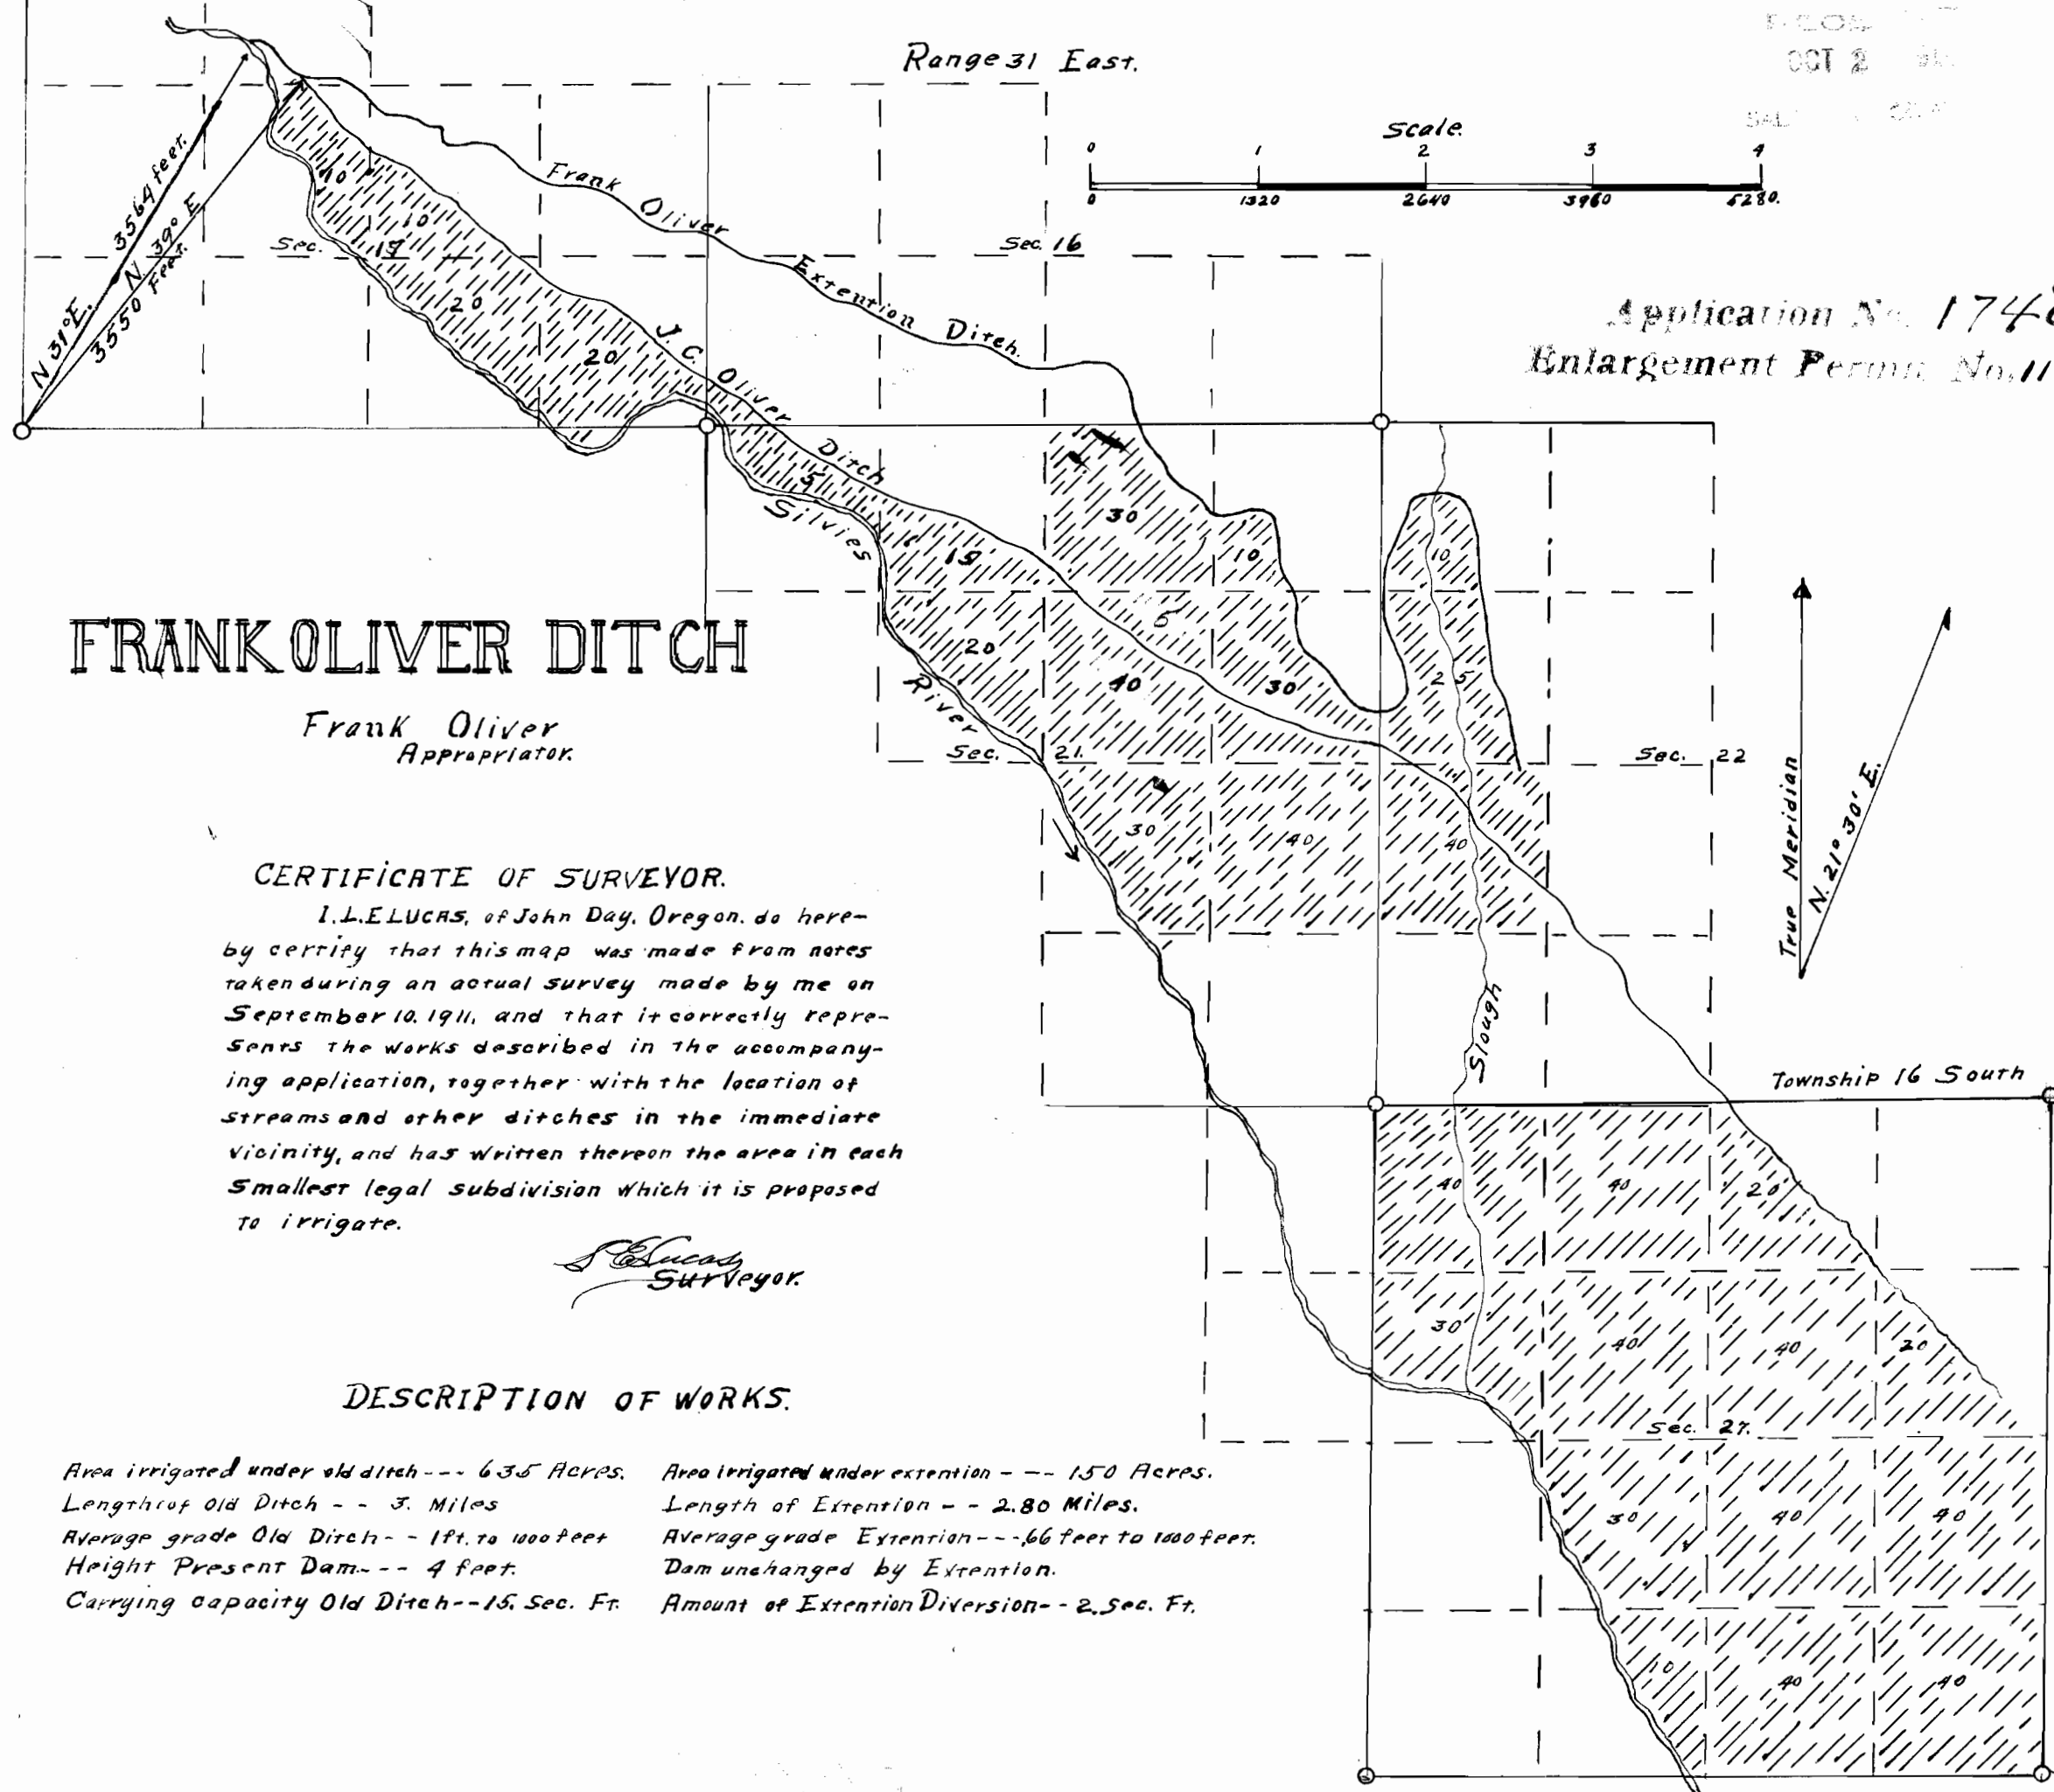 Range 31 East.
OCT 2
Scale.
0 1 2 3 4
0 1320 2640 3960 5280.
Application No. 1748
Enlargement Permit No. 11
3564 feet.
N 31° E.
N. 39° E
3550 Feet.
Frank Oliver Extention Ditch.
J. C. Oliver Ditch
Silvies River
Sec. 16
Sec.
10
10
20
20
5
15
30
10
10
20
40
5
30
25
Sec. 21.
Sec. 22
30
40
40
Slough
True Meridian
N. 21° 30' E.
Township 16 South
40 40 20
30 40 40 20
Sec. 27.
30 40 40
10 40 40
FRANK OLIVER DITCH
Frank Oliver
Appropriator.
CERTIFICATE OF SURVEYOR.
I. L.E LUCAS, of John Day, Oregon. do here-
by certify that this map was made from notes
taken during an actual survey made by me on
September 10. 1911, and that it correctly repre-
sents the works described in the accompany-
ing application, together with the location of
streams and other ditches in the immediate
vicinity, and has written thereon the area in each
smallest legal subdivision which it is proposed
to irrigate.
L E Lucas
Surveyor.
DESCRIPTION OF WORKS.
Area irrigated under old ditch --- 635 Acres.
Length of Old Ditch -- 3. Miles
Average grade Old Ditch -- 1 ft. to 1000 feet
Height Present Dam --- 4 feet.
Carrying capacity Old Ditch -- 15. Sec. Ft.
Area irrigated under extention --- 150 Acres.
Length of Extention -- 2.80 Miles.
Average grade Extention --- .66 feet to 1000 feet.
Dam unchanged by Extention.
Amount of Extention Diversion -- 2. Sec. Ft.